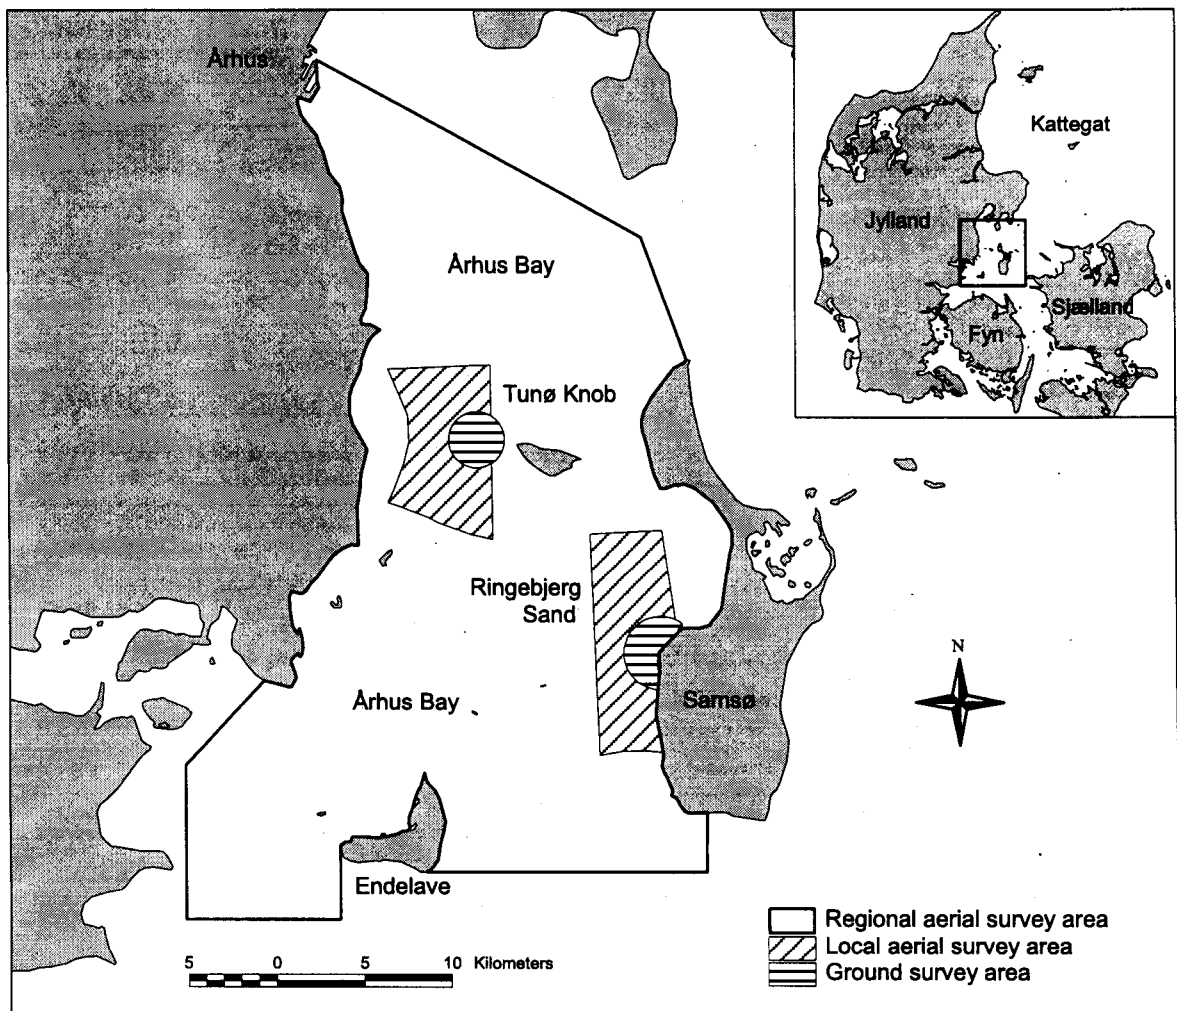 Århus
Kattegat
Jylland
Sjælland
Fyn
Århus Bay
Tunø Knob
Ringebjerg
Sand
Århus Bay
Samsø
N
Endelave
Regional aerial survey area
Local aerial survey area
Ground survey area
5 0 5 10 Kilometers